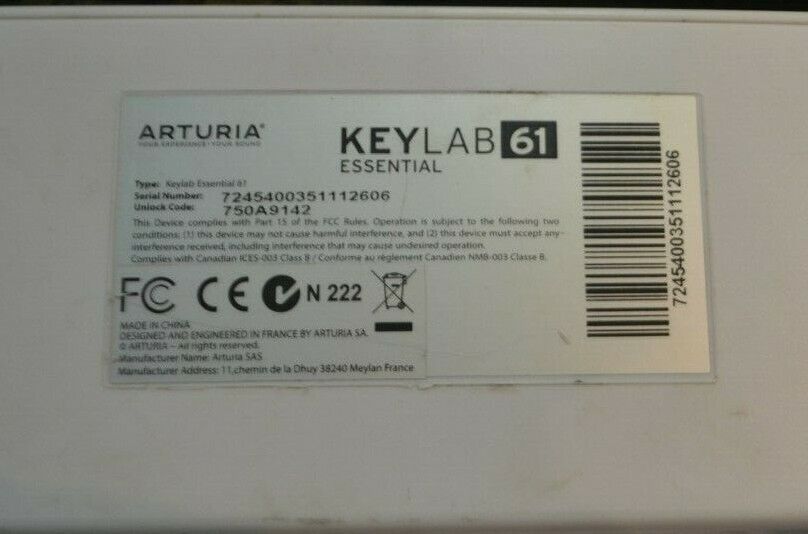 ARTURIA®
YOUR EXPERIENCE • YOUR SOUND
KEYLAB 61
ESSENTIAL
Type: Keylab Essential 61
Serial Number: 7245400351112606
Unlock Code: 750A9142
This Device complies with Part 15 of the FCC Rules. Operation is subject to the following two
conditions: (1) this device may not cause harmful interference, and (2) this device must accept any
interference received, including interference that may cause undesired operation.
Complies with Canadian ICES-003 Class B / Conforme au règlement Canadien NMB-003 Classe B.
FC CE N 222
MADE IN CHINA
DESIGNED AND ENGINEERED IN FRANCE BY ARTURIA SA.
© ARTURIA – All rights reserved.
Manufacturer Name: Arturia SAS
Manufacturer Address: 11,chemin de la Dhuy 38240 Meylan France
7245400351112606